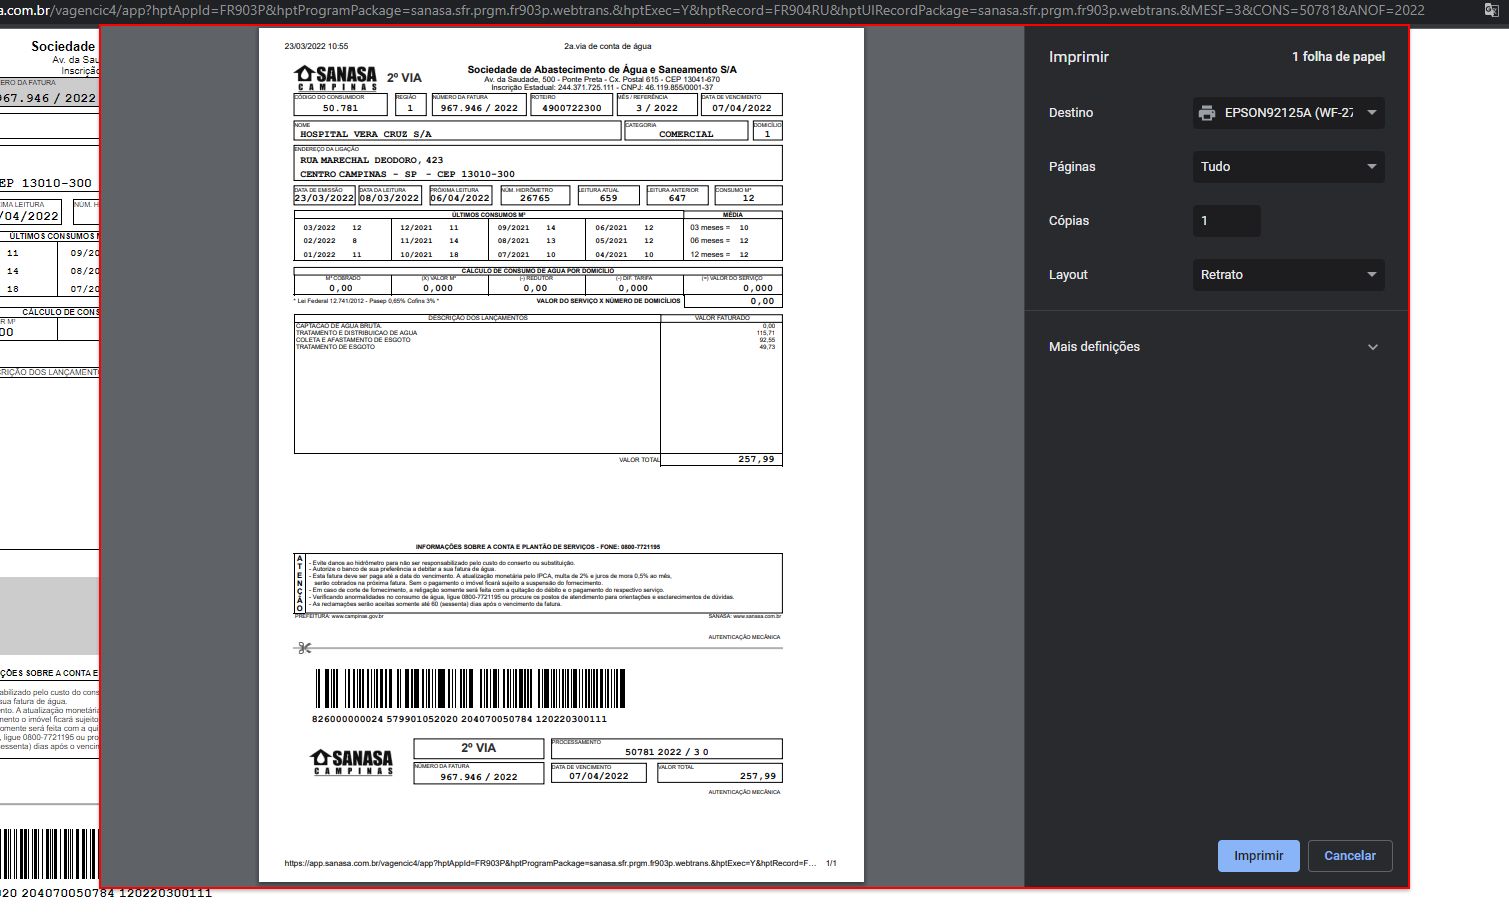 a.com.br/vagencic4/app?hptAppId=FR903P&hptProgramPackage=sanasa.sfr.prgm.fr903p.webtrans.&hptExec=Y&hptRecord=FR904RU&hptUIRecordPackage=sanasa.sfr.prgm.fr903p.webtrans.&MESF=3&CONS=50781&ANOF=2022
Sociedade
Av. da Sau
Inscrição
ERO DA FATURA
967.946 / 2022
EP 13010-300
IMA LEITURA NÚM. H
/04/2022
ÚLTIMOS CONSUMOS M
11 09/20
14 08/20
18 07/20
CÁLCULO DE CONS
R M³
00
CRIÇÃO DOS LANÇAMENT
ÇÕES SOBRE A CONTA E
abilizado pelo custo do cons
sua fatura de água.
nto. A atualização monetária
mento o imóvel ficará sujeito
omente será feita com a qui
, ligue 0800-7721195 ou pro
sessenta) dias após o vencim
020 204070050784 120220300111
23/03/2022 10:55 2a.via de conta de água
SANASA
CAMPINAS
2º VIA
Sociedade de Abastecimento de Água e Saneamento S/A
Av. da Saudade, 500 - Ponte Preta - Cx. Postal 615 - CEP 13041-670
Inscrição Estadual: 244.371.725.111 - CNPJ: 46.119.855/0001-37
CÓDIGO DO CONSUMIDOR REGIÃO NÚMERO DA FATURA ROTEIRO MÊS / REFERÊNCIA DATA DE VENCIMENTO
50.781 1 967.946 / 2022 4900722300 3 / 2022 07/04/2022
NOME CATEGORIA DOMICÍLIO
HOSPITAL VERA CRUZ S/A COMERCIAL 1
ENDEREÇO DA LIGAÇÃO
RUA MARECHAL DEODORO, 423
CENTRO CAMPINAS - SP - CEP 13010-300
DATA DE EMISSÃO DATA DA LEITURA PRÓXIMA LEITURA NÚM. HIDRÔMETRO LEITURA ATUAL LEITURA ANTERIOR CONSUMO M³
23/03/2022 08/03/2022 06/04/2022 26765 659 647 12
ÚLTIMOS CONSUMOS M³ MÉDIA
03/2022 12 12/2021 11 09/2021 14 06/2021 12 03 meses = 10
02/2022 8 11/2021 14 08/2021 13 05/2021 12 06 meses = 12
01/2022 11 10/2021 18 07/2021 10 04/2021 10 12 meses = 12
CÁLCULO DE CONSUMO DE ÁGUA POR DOMICÍLIO
M³ COBRADO (X) VALOR M³ (-) REDUTOR (-) DIF. TARIFA (=) VALOR DO SERVIÇO
0,00 0,000 0,00 0,000 0,000
* Lei Federal 12.741/2012 - Pasep 0,65% Cofins 3% * VALOR DO SERVIÇO X NÚMERO DE DOMICÍLIOS 0,00
DESCRIÇÃO DOS LANÇAMENTOS VALOR FATURADO
CAPTACAO DE AGUA BRUTA. 0,00
TRATAMENTO E DISTRIBUICAO DE AGUA 115,71
COLETA E AFASTAMENTO DE ESGOTO 92,55
TRATAMENTO DE ESGOTO 49,73
VALOR TOTAL 257,99
INFORMAÇÕES SOBRE A CONTA E PLANTÃO DE SERVIÇOS - FONE: 0800-7721195
ATENÇÃO
- Evite danos ao hidrômetro para não ser responsabilizado pelo custo do conserto ou substituição.
- Autorize o banco de sua preferência a debitar a sua fatura de água.
- Esta fatura deve ser paga até a data do vencimento. A atualização monetária pelo IPCA, multa de 2% e juros de mora 0,5% ao mês,
serão cobrados na próxima fatura. Sem o pagamento o imóvel ficará sujeito a suspensão do fornecimento.
- Em caso de corte de fornecimento, a religação somente será feita com a quitação do débito e o pagamento do respectivo serviço.
- Verificando anormalidades no consumo de água, ligue 0800-7721195 ou procure os postos de atendimento para orientações e esclarecimentos de dúvidas.
- As reclamações serão aceitas somente até 60 (sessenta) dias após o vencimento da fatura.
PREFEITURA: www.campinas.gov.br SANASA: www.sanasa.com.br
AUTENTICAÇÃO MECÂNICA
826000000024 579901052020 204070050784 120220300111
SANASA
CAMPINAS
2º VIA
PROCESSAMENTO
50781 2022 / 3 0
NÚMERO DA FATURA DATA DE VENCIMENTO VALOR TOTAL
967.946 / 2022 07/04/2022 257,99
AUTENTICAÇÃO MECÂNICA
https://app.sanasa.com.br/vagencic4/app?hptAppId=FR903P&hptProgramPackage=sanasa.sfr.prgm.fr903p.webtrans.&hptExec=Y&hptRecord=F... 1/1
Imprimir 1 folha de papel
Destino EPSON92125A (WF-27
Páginas Tudo
Cópias 1
Layout Retrato
Mais definições
Imprimir Cancelar